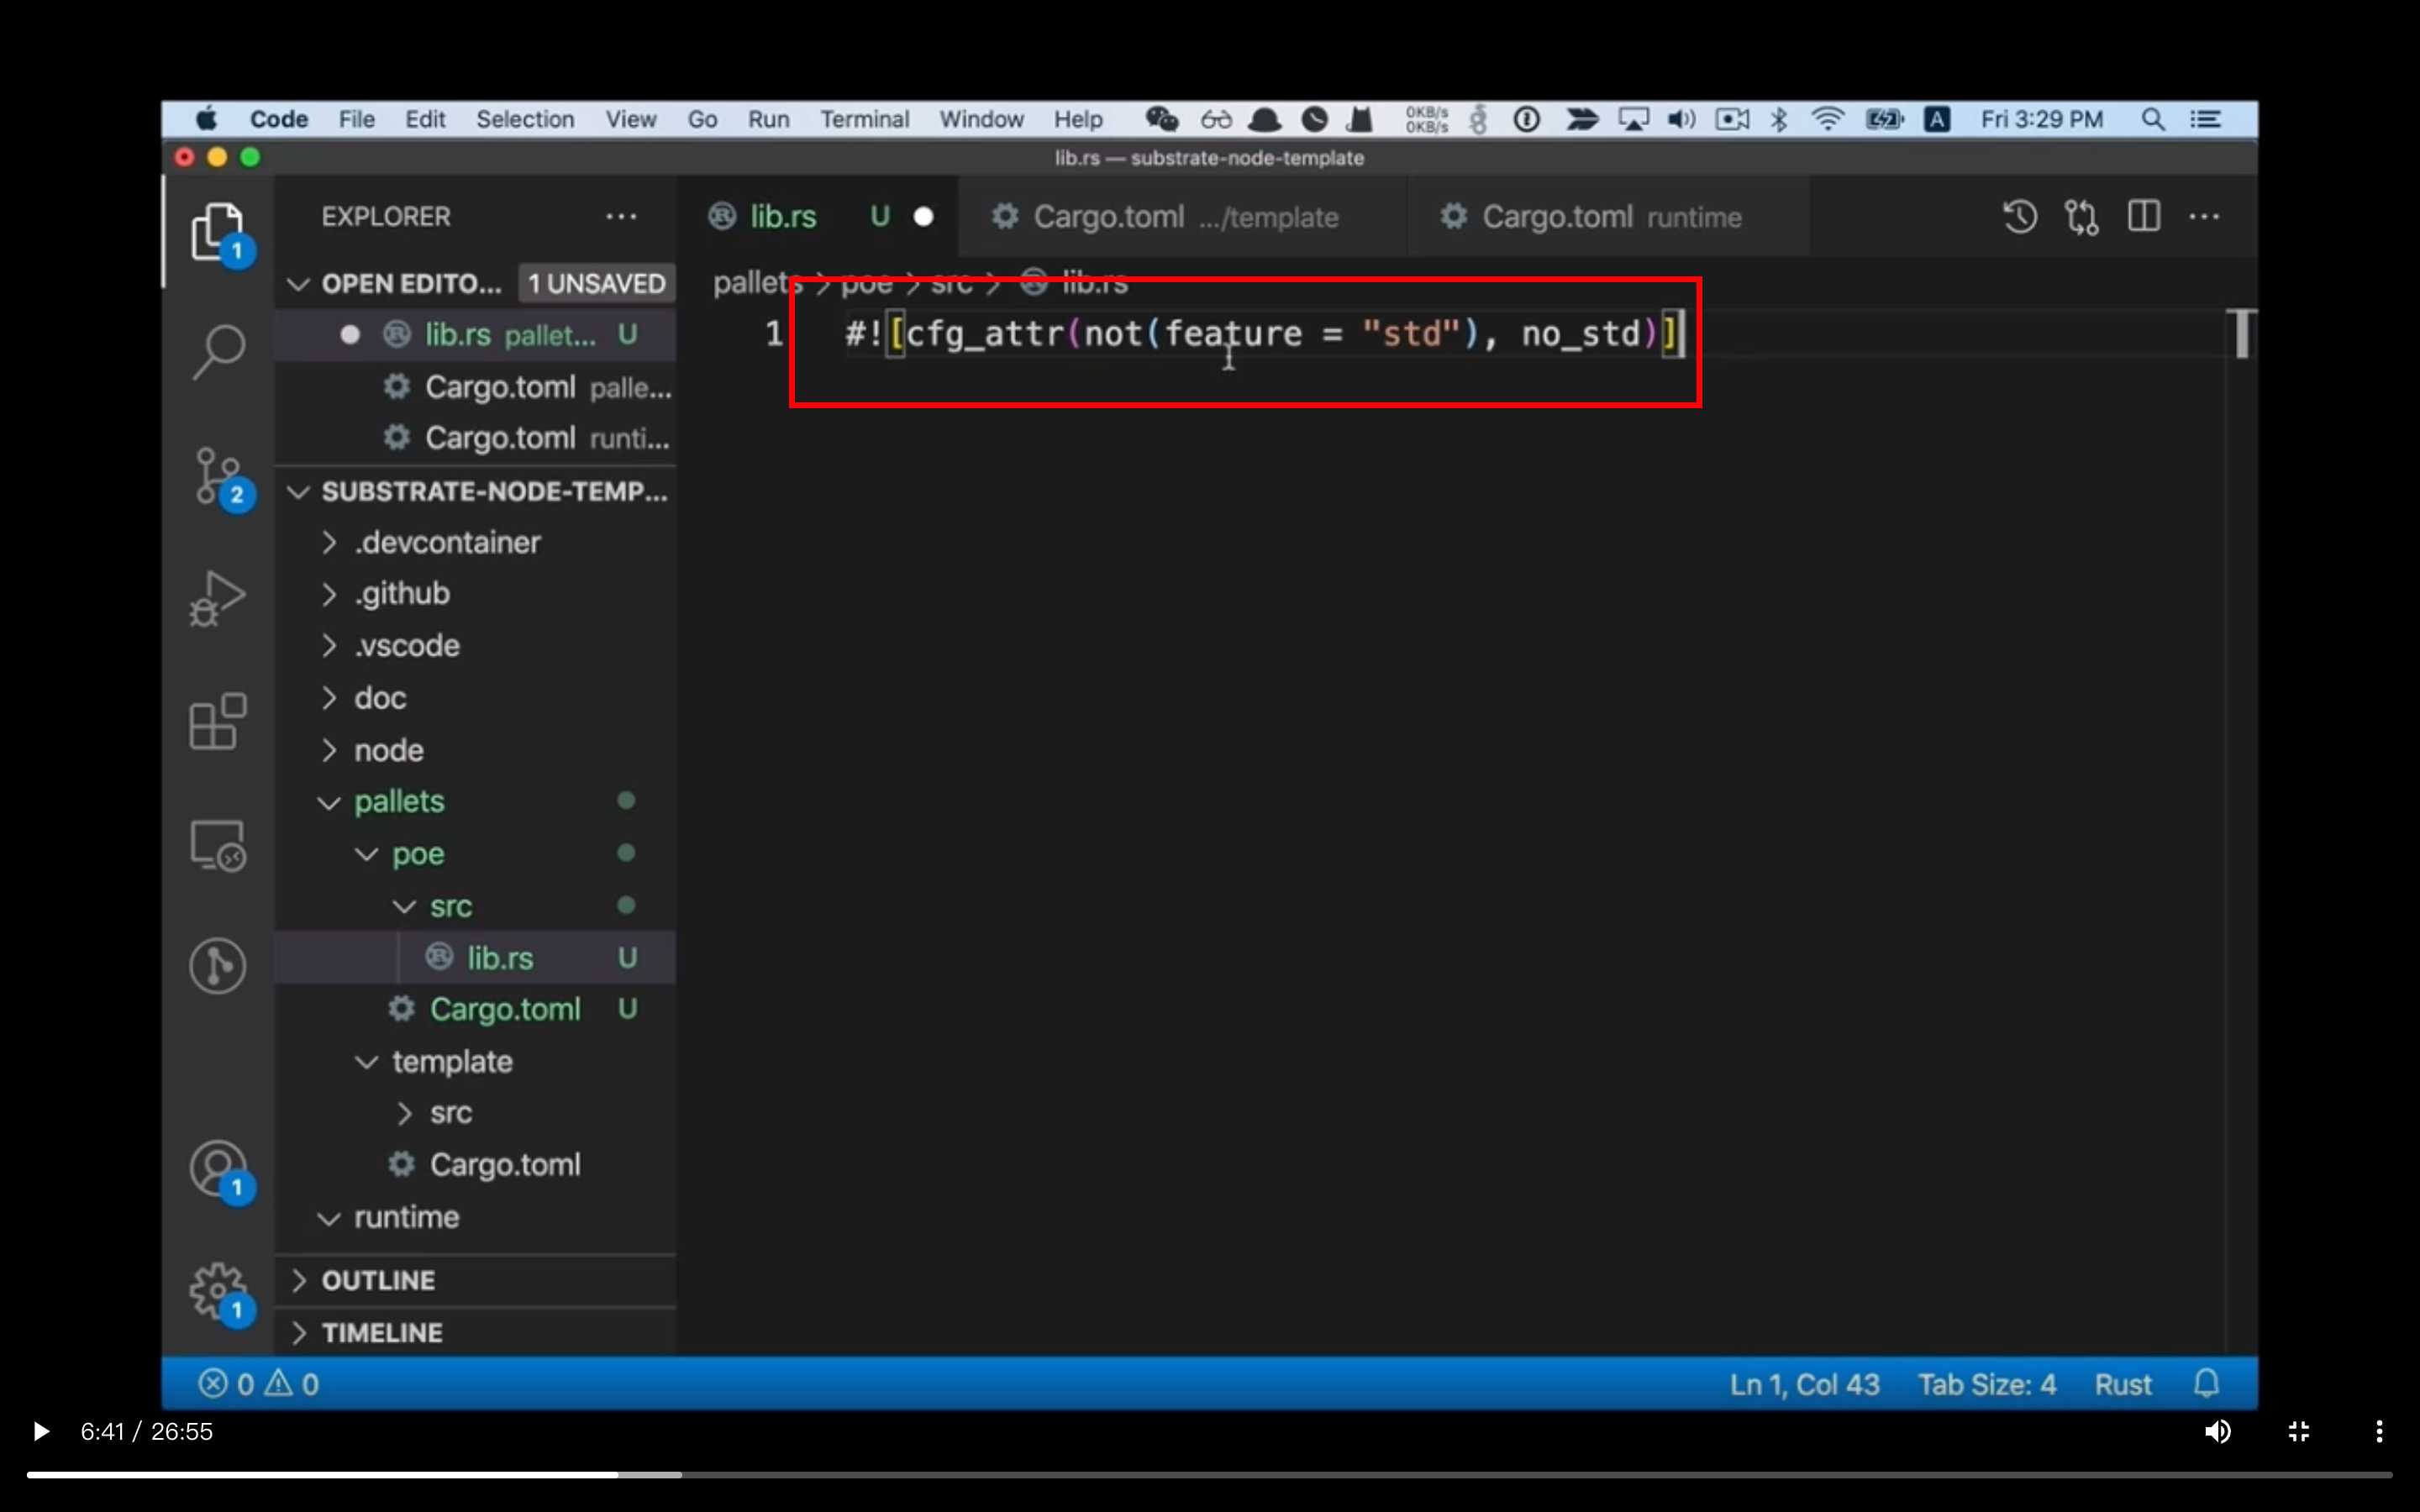 Code File Edit Selection View Go Run Terminal Window Help 0KB/s 0KB/s A Fri 3:29 PM
lib.rs — substrate-node-template
1
EXPLORER
lib.rs U
Cargo.toml .../template
Cargo.toml runtime
OPEN EDITO... 1 UNSAVED
lib.rs pallet... U
Cargo.toml palle...
Cargo.toml runti...
pallets > poe > src > lib.rs
1 #![cfg_attr(not(feature = "std"), no_std)]
2
SUBSTRATE-NODE-TEMP...
.devcontainer
.github
.vscode
doc
node
pallets
poe
src
lib.rs U
Cargo.toml U
template
src
Cargo.toml
1
runtime
OUTLINE
1
TIMELINE
0 0
Ln 1, Col 43 Tab Size: 4 Rust
6:41 / 26:55